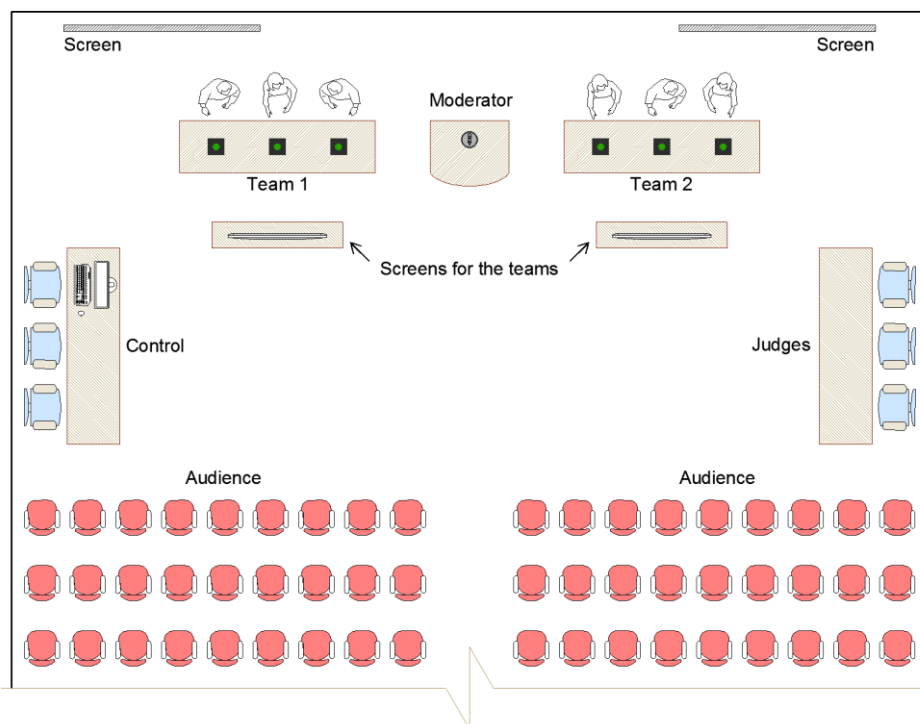 Screen
Screen
Moderator
Team 1
Team 2
Screens for the teams
Control
Judges
Audience
Audience